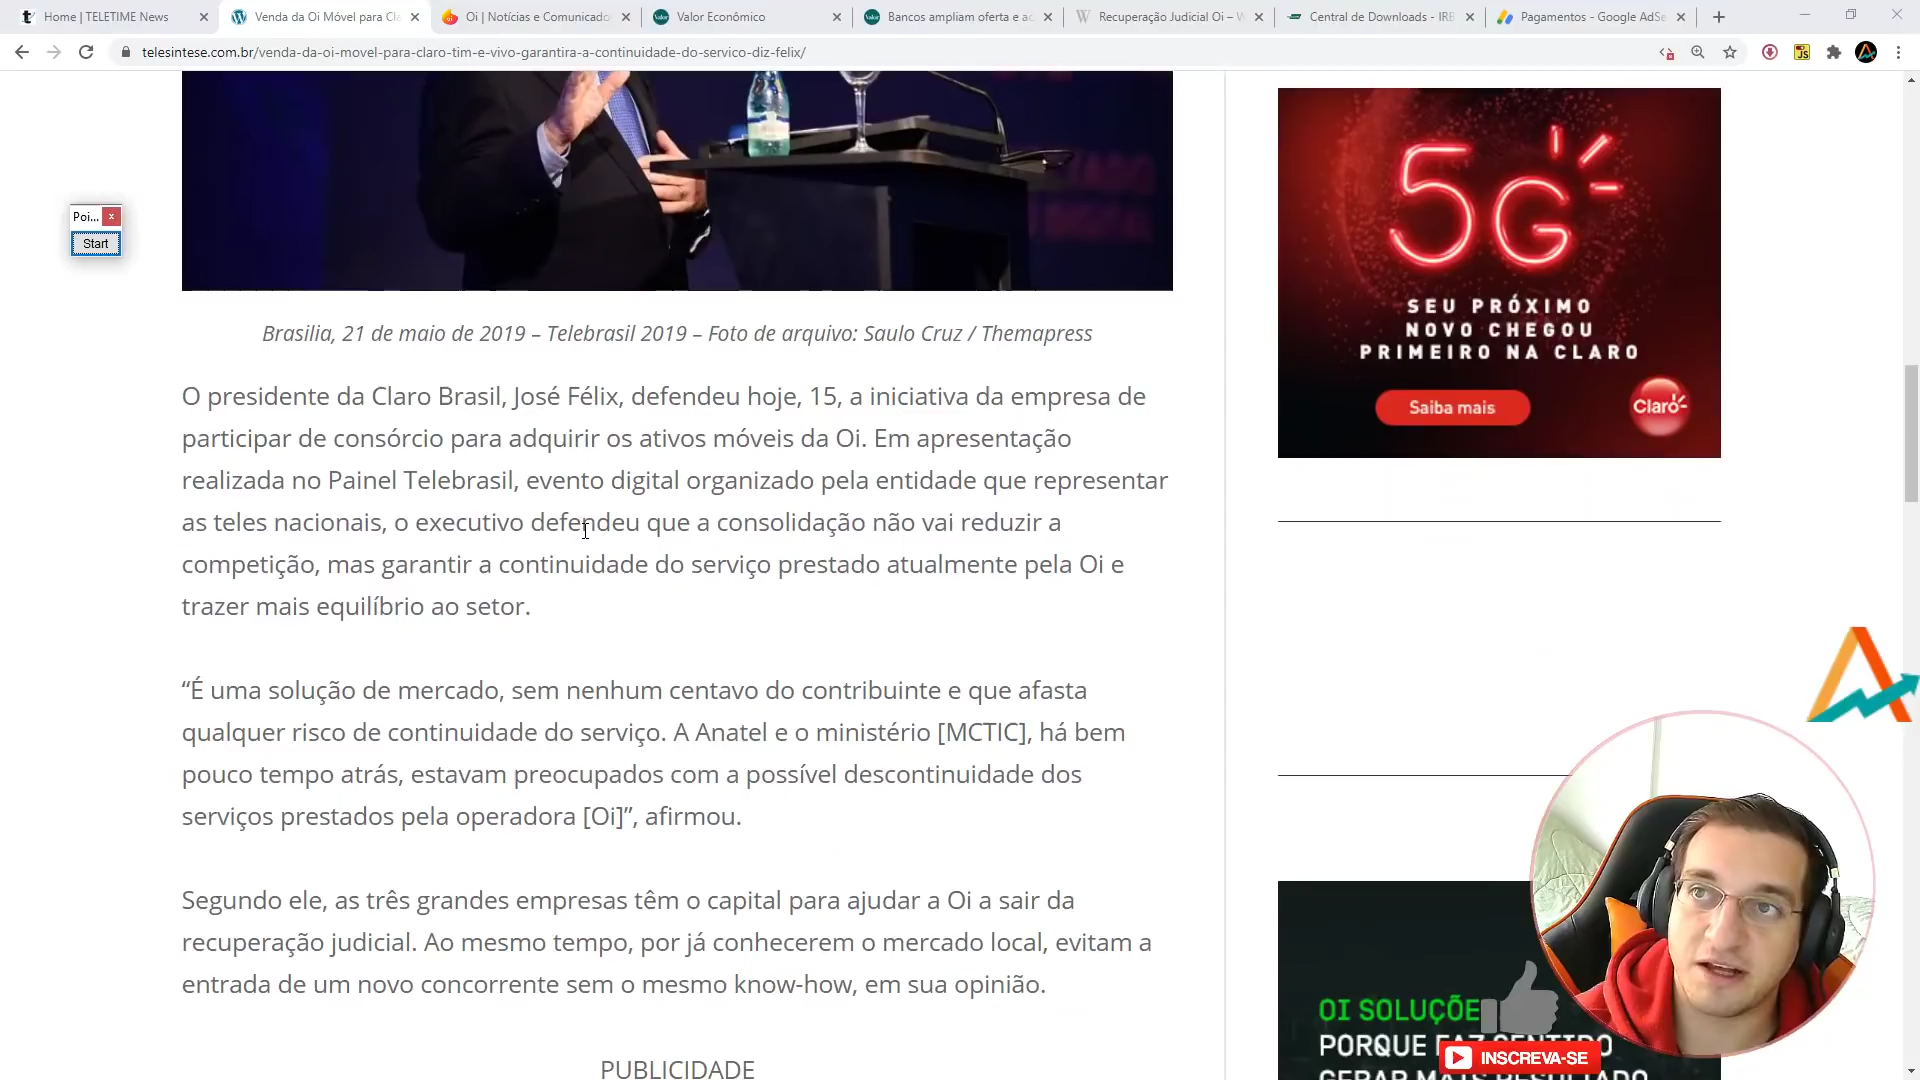 Home | TELETIME News
Venda da Oi Móvel para Cla
Oi | Notícias e Comunicado
Valor Econômico
Bancos ampliam oferta e ac
Recuperação Judicial Oi – W
Central de Downloads - IRB
Pagamentos - Google AdSe
telesintese.com.br/venda-da-oi-movel-para-claro-tim-e-vivo-garantira-a-continuidade-do-servico-diz-felix/
Poi...
Start
5G
SEU PRÓXIMO
NOVO CHEGOU
PRIMEIRO NA CLARO
Saiba mais
Claro
Brasilia, 21 de maio de 2019 – Telebrasil 2019 – Foto de arquivo: Saulo Cruz / Themapress
O presidente da Claro Brasil, José Félix, defendeu hoje, 15, a iniciativa da empresa de
participar de consórcio para adquirir os ativos móveis da Oi. Em apresentação
realizada no Painel Telebrasil, evento digital organizado pela entidade que representar
as teles nacionais, o executivo defendeu que a consolidação não vai reduzir a
competição, mas garantir a continuidade do serviço prestado atualmente pela Oi e
trazer mais equilíbrio ao setor.
“É uma solução de mercado, sem nenhum centavo do contribuinte e que afasta
qualquer risco de continuidade do serviço. A Anatel e o ministério [MCTIC], há bem
pouco tempo atrás, estavam preocupados com a possível descontinuidade dos
serviços prestados pela operadora [Oi]”, afirmou.
Segundo ele, as três grandes empresas têm o capital para ajudar a Oi a sair da
recuperação judicial. Ao mesmo tempo, por já conhecerem o mercado local, evitam a
entrada de um novo concorrente sem o mesmo know-how, em sua opinião.
PUBLICIDADE
OI SOLUÇÕE
PORQUE FAZ SENTIDO
GERAR MAIS RESULTADO
INSCREVA-SE